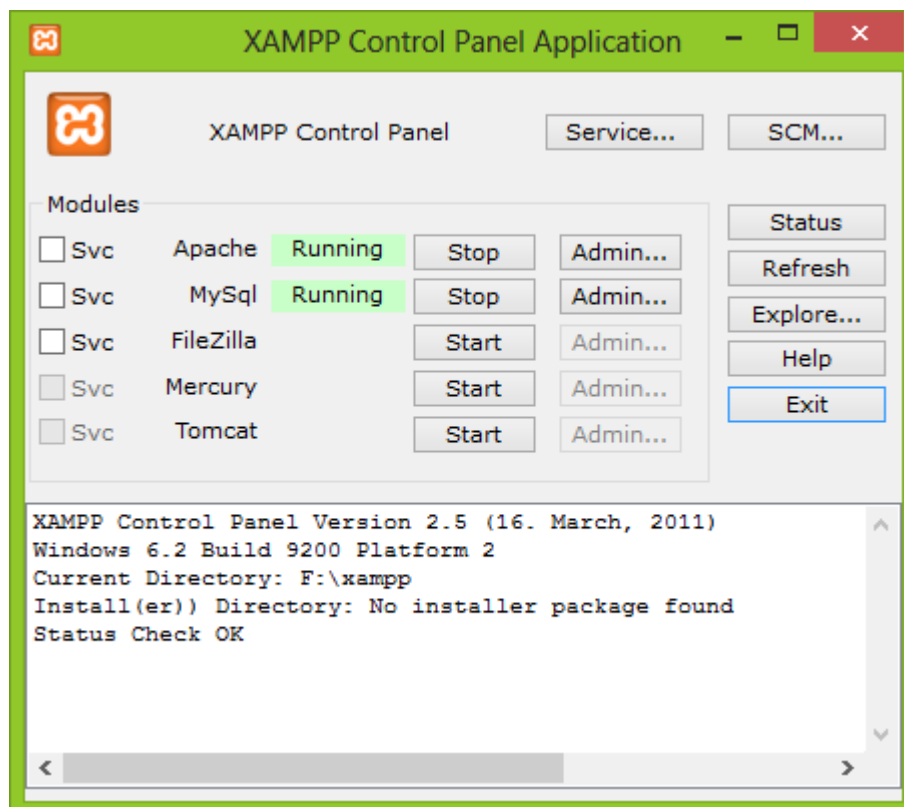 XAMPP Control Panel Application
XAMPP Control Panel Service... SCM...
Modules
Status
Svc Apache Running Stop Admin...
Refresh
Svc MySql Running Stop Admin...
Explore...
Svc FileZilla Start Admin...
Help
Svc Mercury Start Admin...
Exit
Svc Tomcat Start Admin...
XAMPP Control Panel Version 2.5 (16. March, 2011)
Windows 6.2 Build 9200 Platform 2
Current Directory: F:\xampp
Install(er)) Directory: No installer package found
Status Check OK